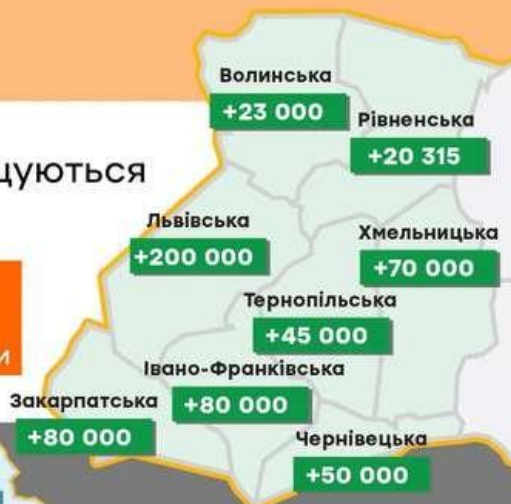 Волинська
+23 000
Рівненська
+20 315
Львівська
+200 000
Хмельницька
+70 000
Тернопільська
+45 000
Івано-Франківська
+80 000
Закарпатська
+80 000
Чернівецька
+50 000